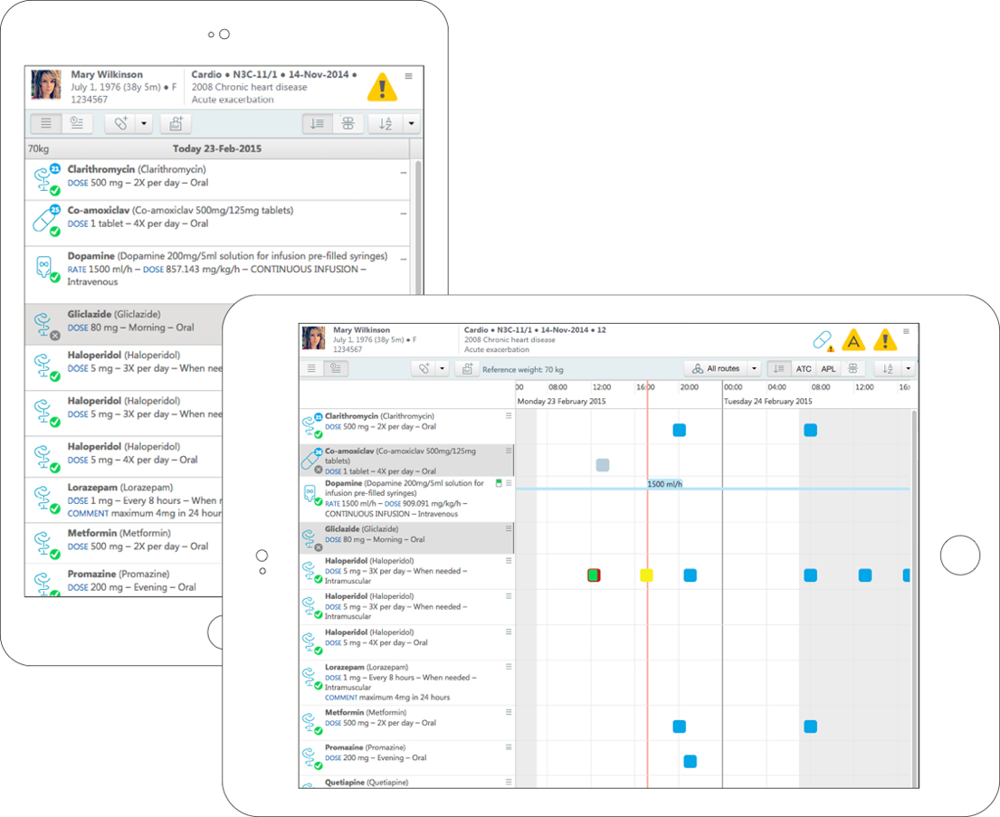 Mary Wilkinson
July 1, 1976 (38y 5m) ● F
1234567
Cardio ● N3C-11/1 ● 14-Nov-2014 ●
2008 Chronic heart disease
Acute exacerbation
70kg
Today 23-Feb-2015
21
Clarithromycin (Clarithromycin)
DOSE 500 mg – 2X per day – Oral
25
Co-amoxiclav (Co-amoxiclav 500mg/125mg tablets)
DOSE 1 tablet – 4X per day – Oral
Dopamine (Dopamine 200mg/5ml solution for infusion pre-filled syringes)
RATE 1500 ml/h – DOSE 857.143 mg/kg/h – CONTINUOUS INFUSION –
Intravenous
Gliclazide (Gliclazide)
DOSE 80 mg – Morning – Oral
Haloperidol (Haloperidol)
DOSE 5 mg – 3X per day – When nee
Haloperidol (Haloperidol)
DOSE 5 mg – 3X per day – When nee
Haloperidol (Haloperidol)
DOSE 5 mg – 4X per day – Oral
Lorazepam (Lorazepam)
DOSE 1 mg – Every 8 hours – When n
COMMENT maximum 4mg in 24 hour
Metformin (Metformin)
DOSE 500 mg – 2X per day – Oral
Promazine (Promazine)
DOSE 200 mg – Evening – Oral
Mary Wilkinson
July 1, 1976 (38y 5m) ● F
1234567
Cardio ● N3C-11/1 ● 14-Nov-2014 ● 12
2008 Chronic heart disease
Acute exacerbation
A
Reference weight: 70 kg
All routes
ATC
APL
00 08:00 12:00 16:00 20:00 00:00 04:00 08:00 12:00 16:
Monday 23 February 2015
Tuesday 24 February 2015
Clarithromycin (Clarithromycin)
DOSE 500 mg – 2X per day – Oral
Co-amoxiclav (Co-amoxiclav 500mg/125mg
tablets)
DOSE 1 tablet – 4X per day – Oral
Dopamine (Dopamine 200mg/5ml solution for
infusion pre-filled syringes)
RATE 1500 ml/h – DOSE 909.091 mg/kg/h –
CONTINUOUS INFUSION – Intravenous
1500 ml/h
Gliclazide (Gliclazide)
DOSE 80 mg – Morning – Oral
Haloperidol (Haloperidol)
DOSE 5 mg – 3X per day – When needed –
Intramuscular
Haloperidol (Haloperidol)
DOSE 5 mg – 3X per day – When needed –
Intramuscular
Haloperidol (Haloperidol)
DOSE 5 mg – 4X per day – Oral
Lorazepam (Lorazepam)
DOSE 1 mg – Every 8 hours – When needed –
Intramuscular
COMMENT maximum 4mg in 24 hours
Metformin (Metformin)
DOSE 500 mg – 2X per day – Oral
Promazine (Promazine)
DOSE 200 mg – Evening – Oral
Quetiapine (Quetiapine)